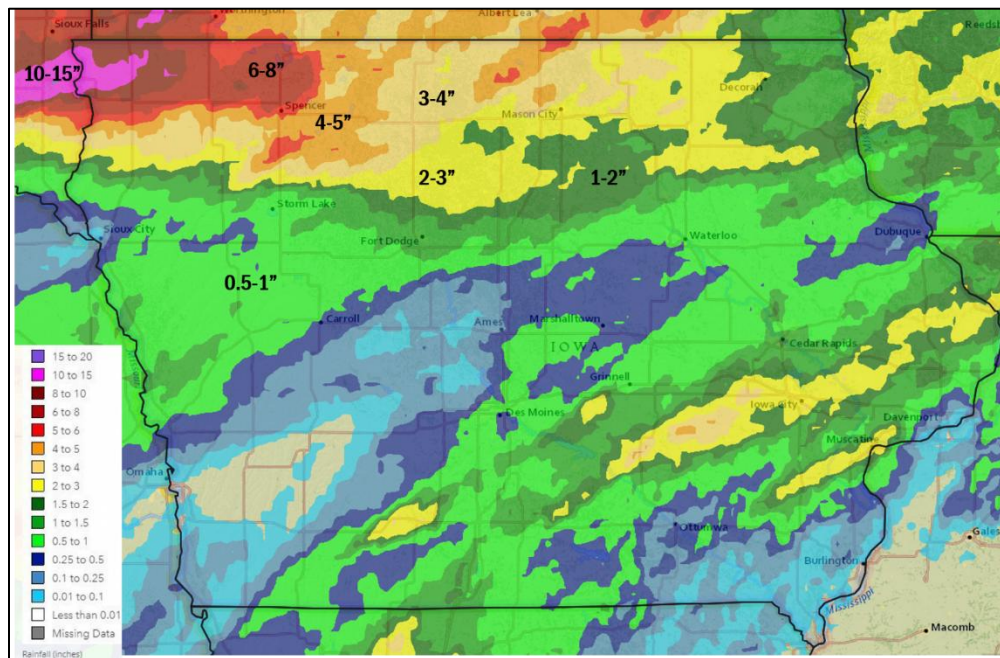 Sioux Falls
Worthington
Albert Lea
Reedsb
10-15”
6-8”
Spencer
3-4”
4-5”
Mason City
Decorah
2-3”
1-2”
Storm Lake
Sioux City
Fort Dodge
Waterloo
Dubuque
0.5-1”
Carroll
Ames
Marshalltown
IOWA
Cedar Rapids
Grinnell
Des Moines
Iowa City
Davenport
Muscatine
Omaha
Ottumwa
Burlington
Gales
Mississippi
Macomb
15 to 20
10 to 15
8 to 10
6 to 8
5 to 6
4 to 5
3 to 4
2 to 3
1.5 to 2
1 to 1.5
0.5 to 1
0.25 to 0.5
0.1 to 0.25
0.01 to 0.1
Less than 0.01
Missing Data
Rainfall (inches)